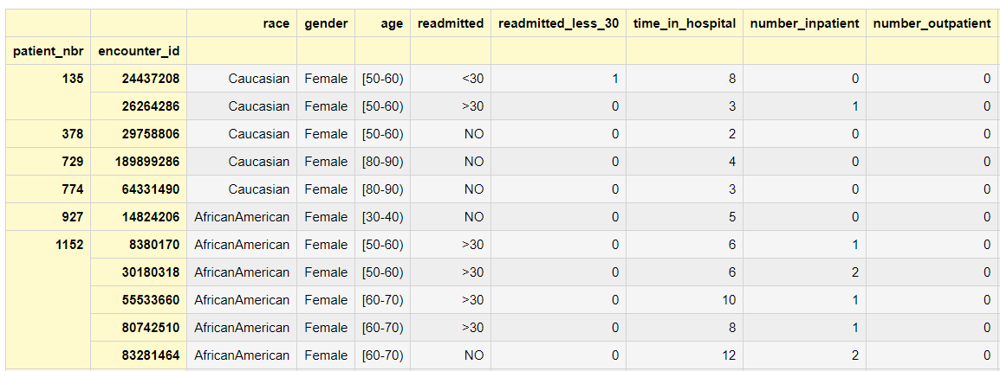 race gender age readmitted readmitted_less_30 time_in_hospital number_inpatient number_outpatient
patient_nbr encounter_id
135 24437208 Caucasian Female [50-60) <30 1 8 0 0
26264286 Caucasian Female [50-60) >30 0 3 1 0
378 29758806 Caucasian Female [50-60) NO 0 2 0 0
729 189899286 Caucasian Female [80-90) NO 0 4 0 0
774 64331490 Caucasian Female [80-90) NO 0 3 0 0
927 14824206 AfricanAmerican Female [30-40) NO 0 5 0 0
1152 8380170 AfricanAmerican Female [50-60) >30 0 6 1 0
30180318 AfricanAmerican Female [50-60) >30 0 6 2 0
55533660 AfricanAmerican Female [60-70) >30 0 10 1 0
80742510 AfricanAmerican Female [60-70) >30 0 8 1 0
83281464 AfricanAmerican Female [60-70) NO 0 12 2 0